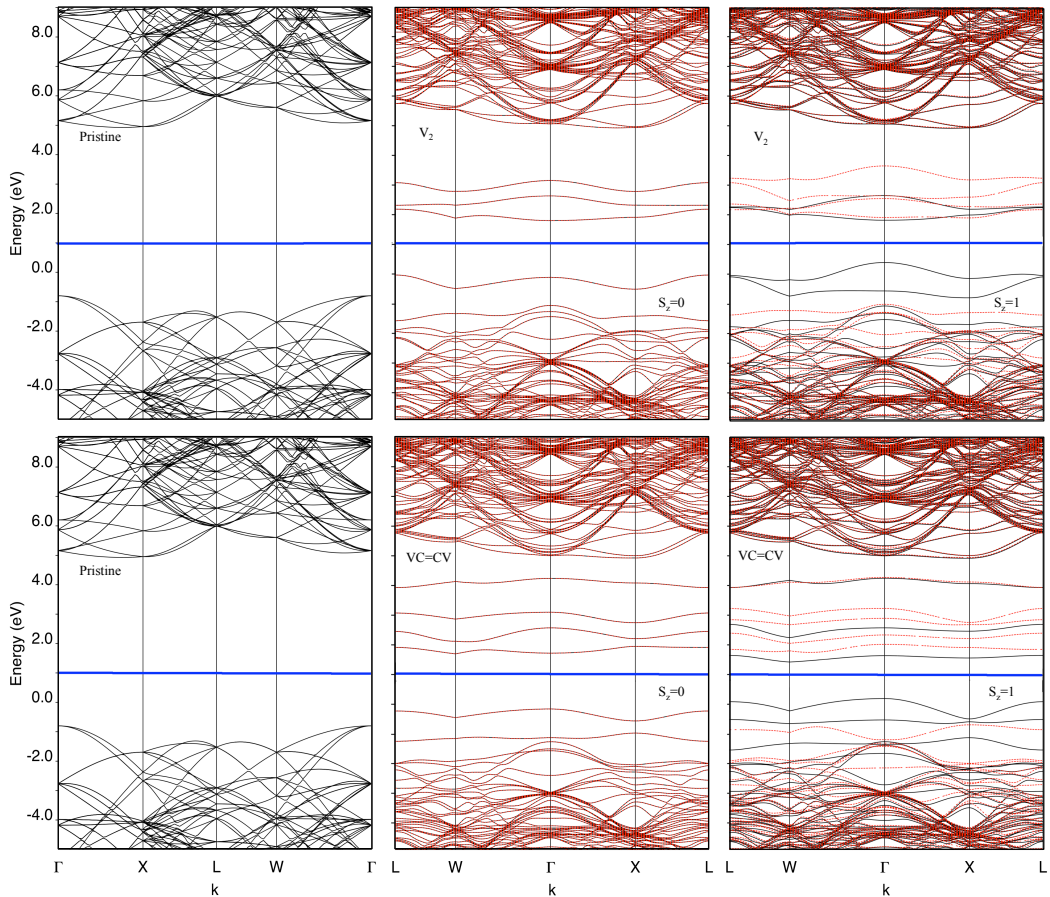 8.0
6.0
4.0
2.0
0.0
-2.0
-4.0
Energy (eV)
Pristine
V2
Sz=0
V2
Sz=1
8.0
6.0
4.0
2.0
0.0
-2.0
-4.0
Energy (eV)
Pristine
VC=CV
Sz=0
VC=CV
Sz=1
Γ X L W Γ
L W Γ X L
L W Γ X L
k
k
k